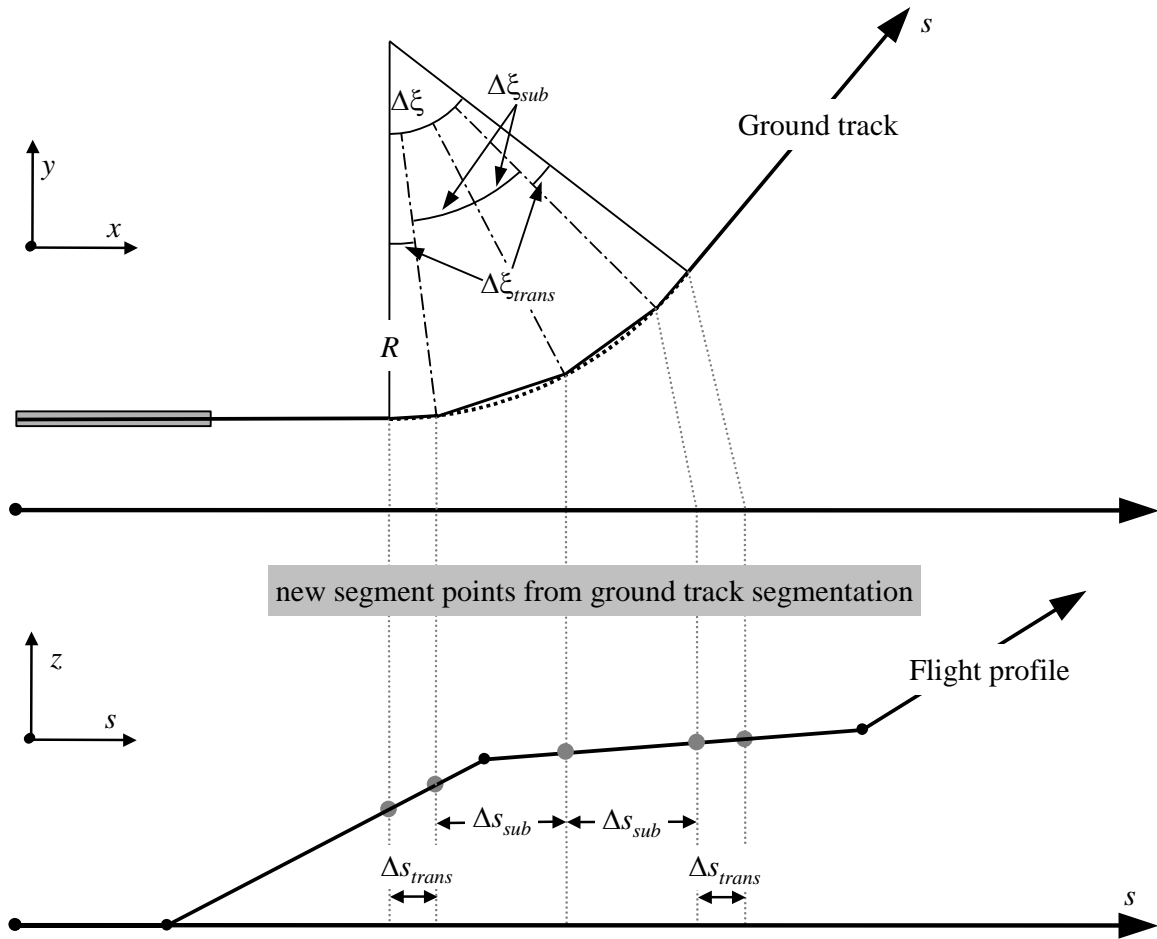 s
Δξ
Δξsub
Ground track
y
x
Δξtrans
R
new segment points from ground track segmentation
z
Flight profile
s
Δssub
Δssub
Δstrans
Δstrans
s